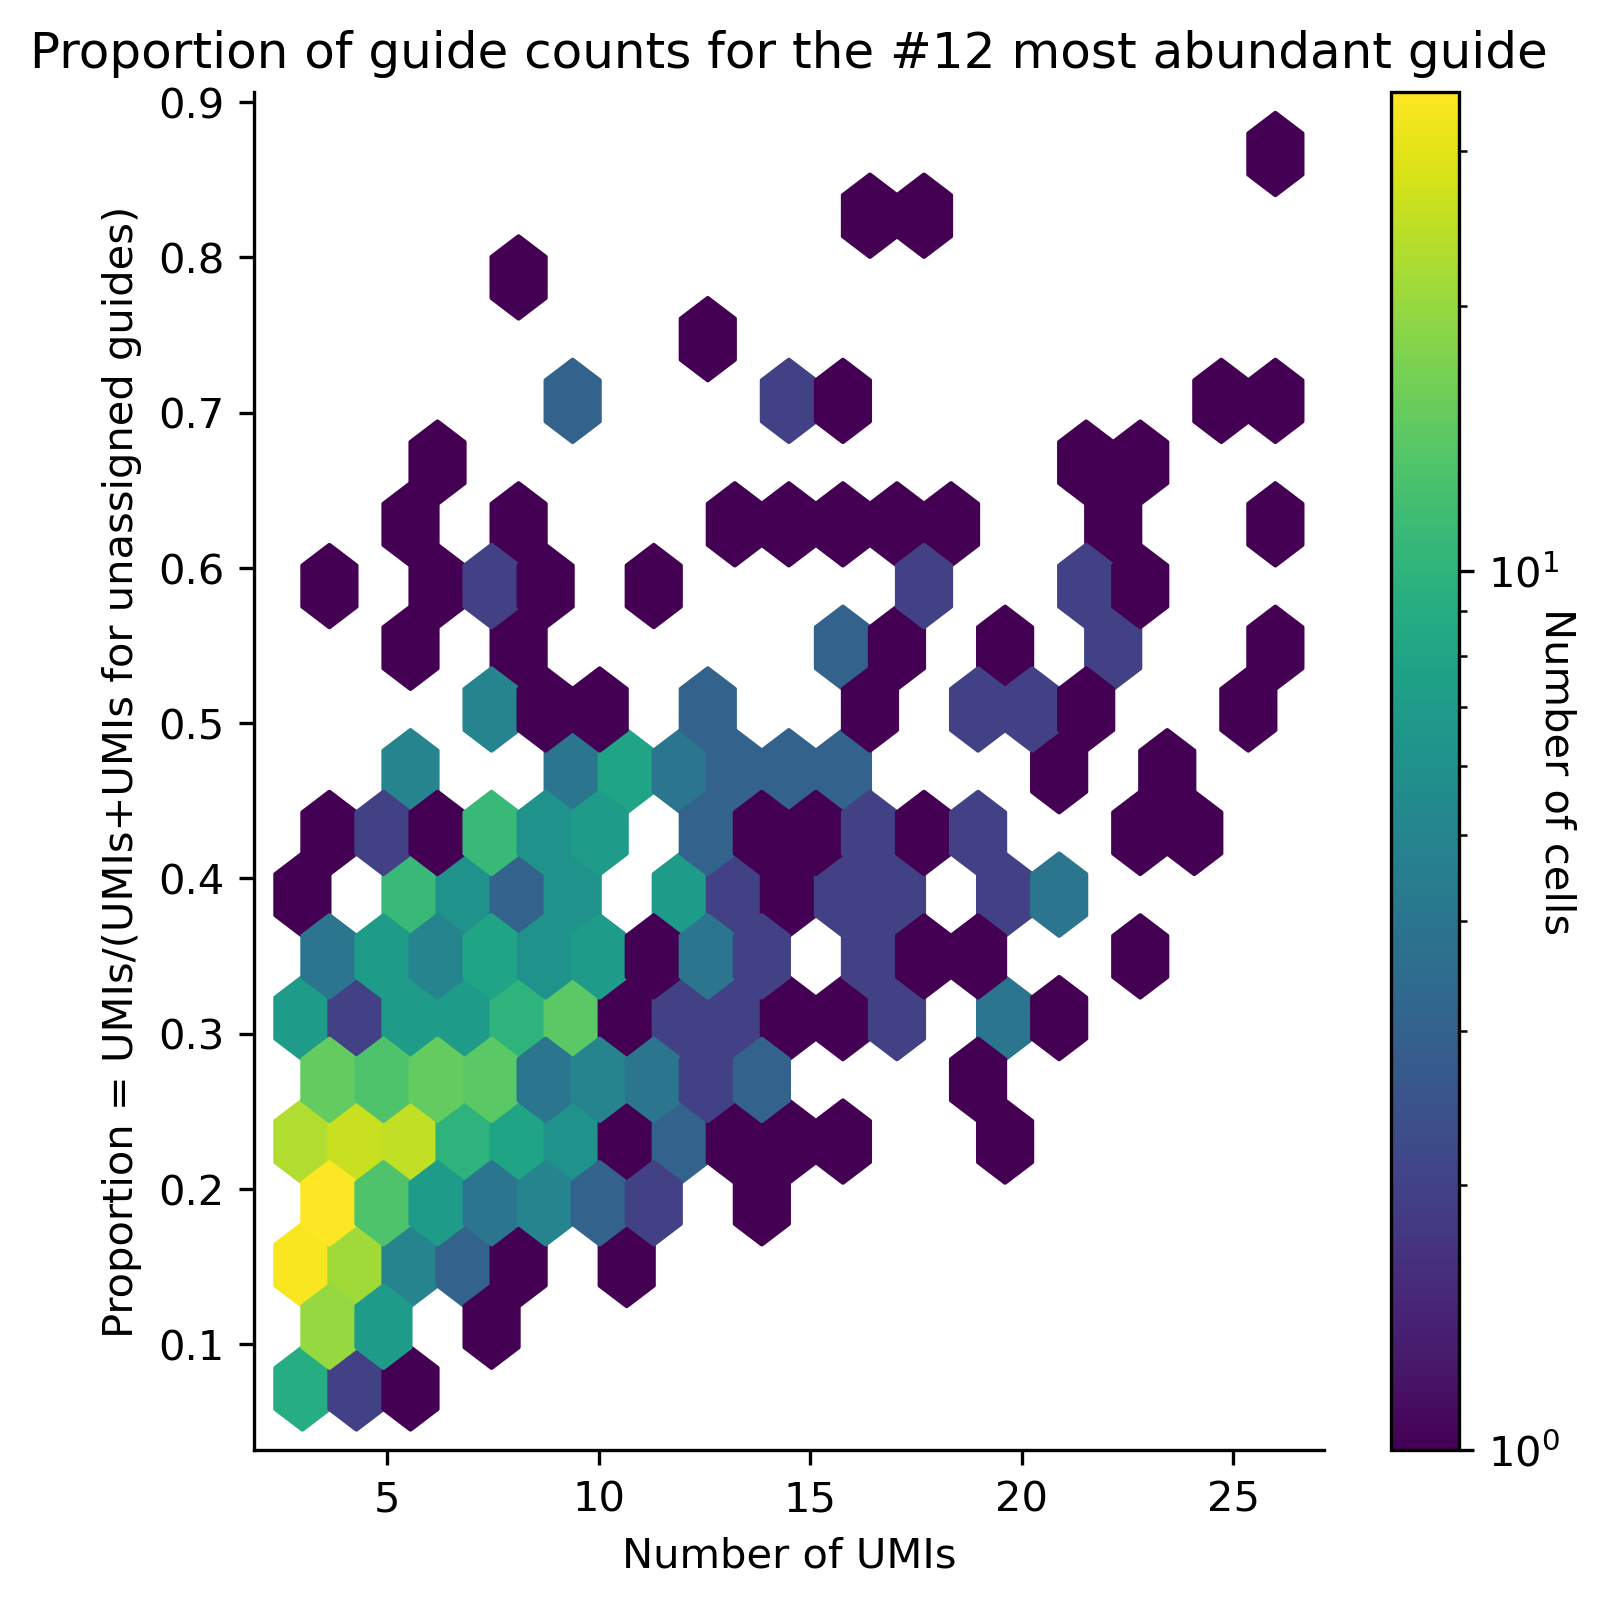 Proportion of guide counts for the #12 most abundant guide
Proportion = UMIs/(UMIs+UMIs for unassigned guides)
0.9
0.8
0.7
0.6
0.5
0.4
0.3
0.2
0.1
5 10 15 20 25
Number of UMIs
10¹
10⁰
Number of cells